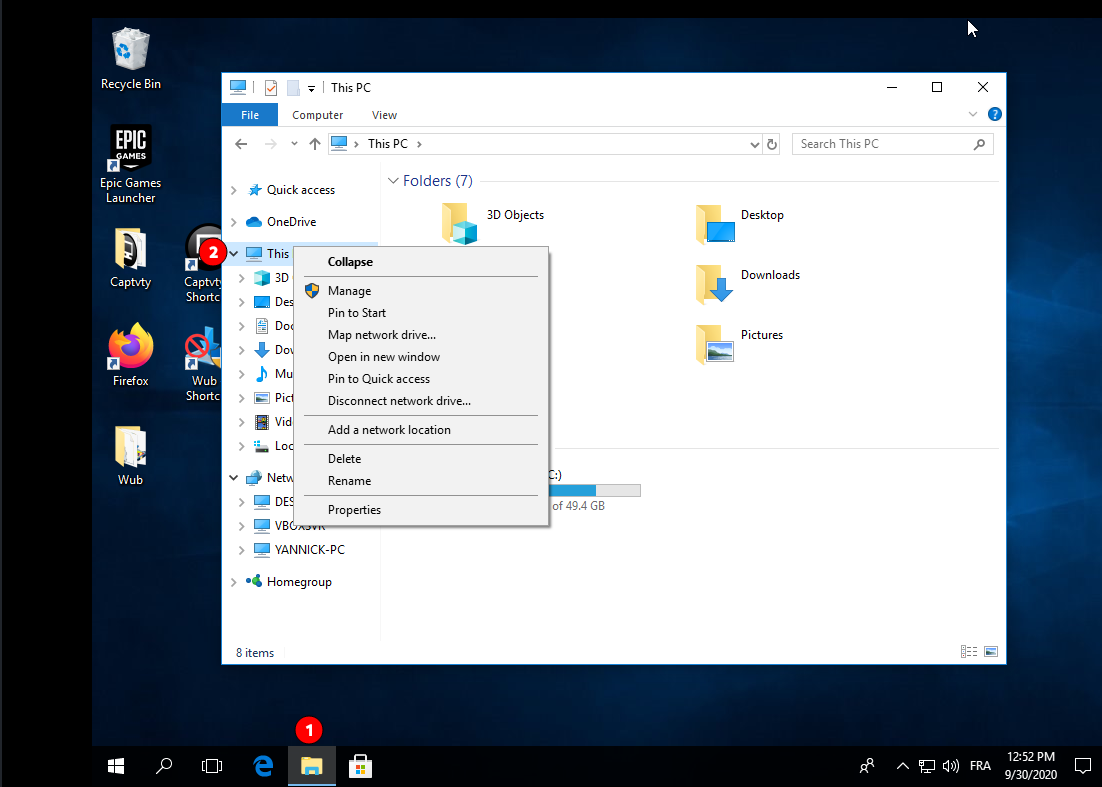 Recycle Bin
EPIC
GAMES
Epic Games
Launcher
Captvty
Captvty
Shortc
Firefox
Wub
Shortc
Wub
This PC
File
Computer
View
?
This PC
Search This PC
Quick access
OneDrive
2
This
3D
Des
Doc
Dow
Mu
Pict
Vid
Loc
Netw
DES
VBOXSVR
YANNICK-PC
Homegroup
Folders (7)
3D Objects
Desktop
Downloads
Pictures
C:)
of 49.4 GB
Collapse
Manage
Pin to Start
Map network drive...
Open in new window
Pin to Quick access
Disconnect network drive...
Add a network location
Delete
Rename
Properties
8 items
1
FRA
12:52 PM
9/30/2020